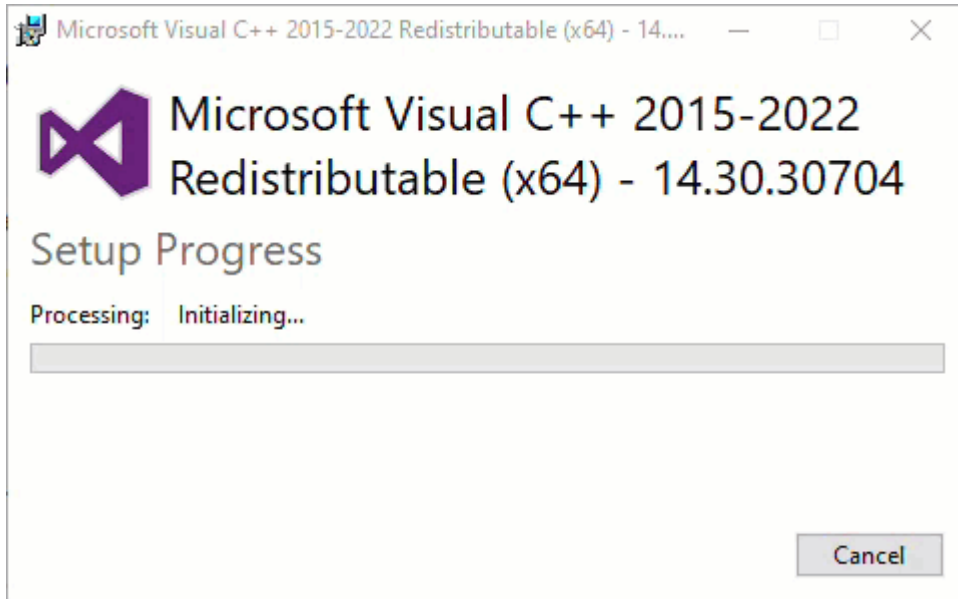 Microsoft Visual C++ 2015-2022 Redistributable (x64) - 14....
Microsoft Visual C++ 2015-2022
Redistributable (x64) - 14.30.30704
Setup Progress
Processing: Initializing...
Cancel